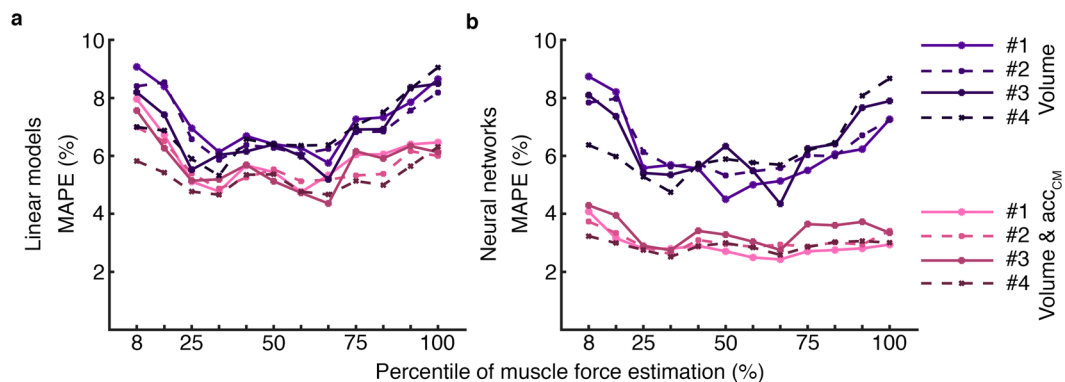 a
Linear models
MAPE (%)
10
8
6
4
2
8 25 50 75 100
b
Neural networks
MAPE (%)
10
8
6
4
2
8 25 50 75 100
Percentile of muscle force estimation (%)
#1
#2
#3
#4
Volume
#1
#2
#3
#4
Volume & acc_CM